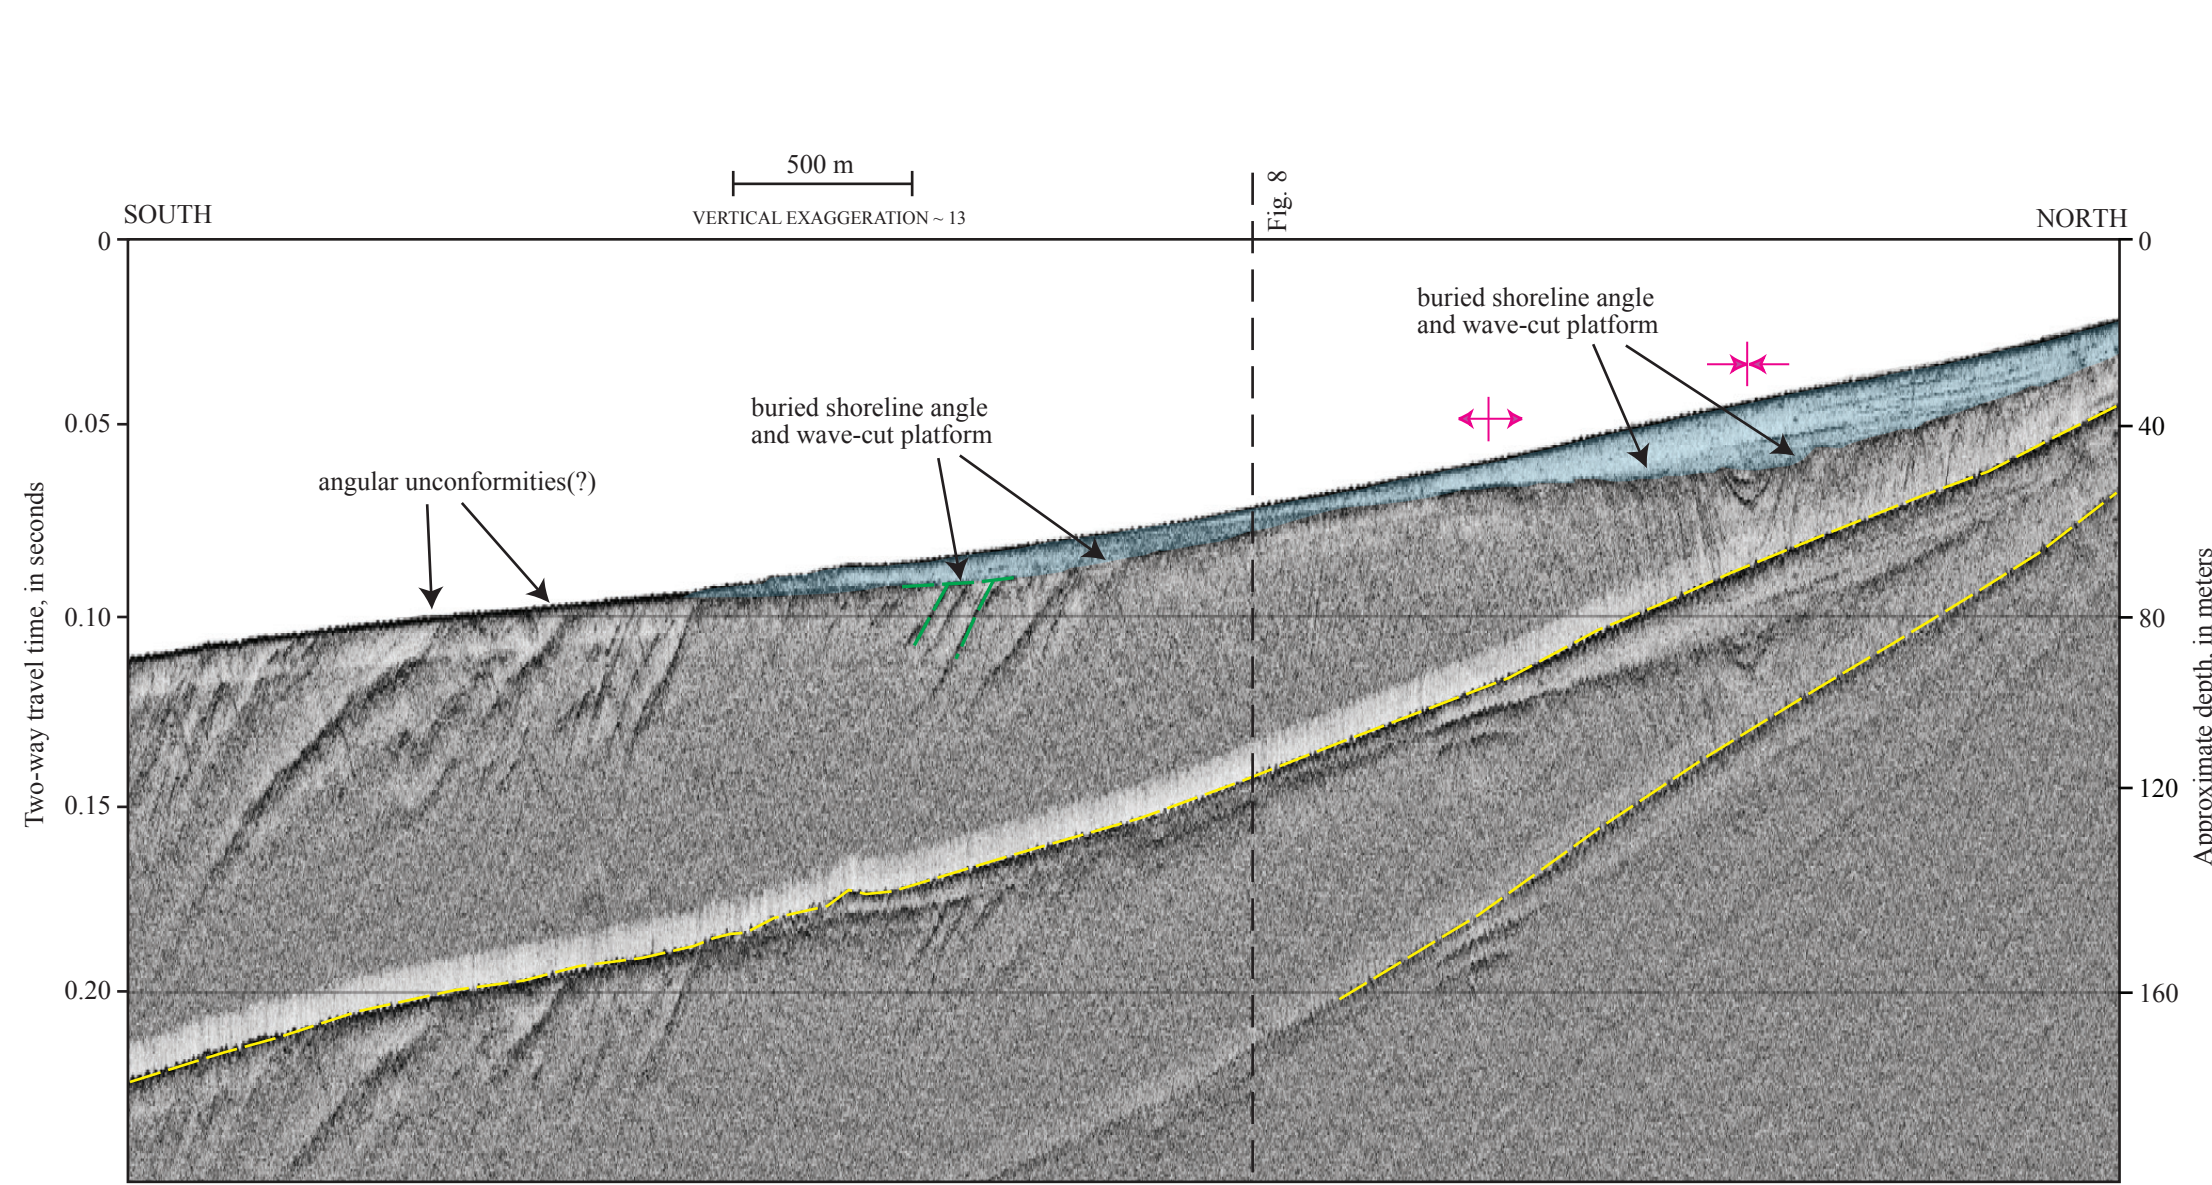 500 m
VERTICAL EXAGGERATION ~ 13
Fig. 8
SOUTH
NORTH
0
0
buried shoreline angle
and wave-cut platform
buried shoreline angle
and wave-cut platform
angular unconformities(?)
0.05
40
0.10
80
0.15
120
0.20
160
Two-way travel time, in seconds
Approximate depth, in meters